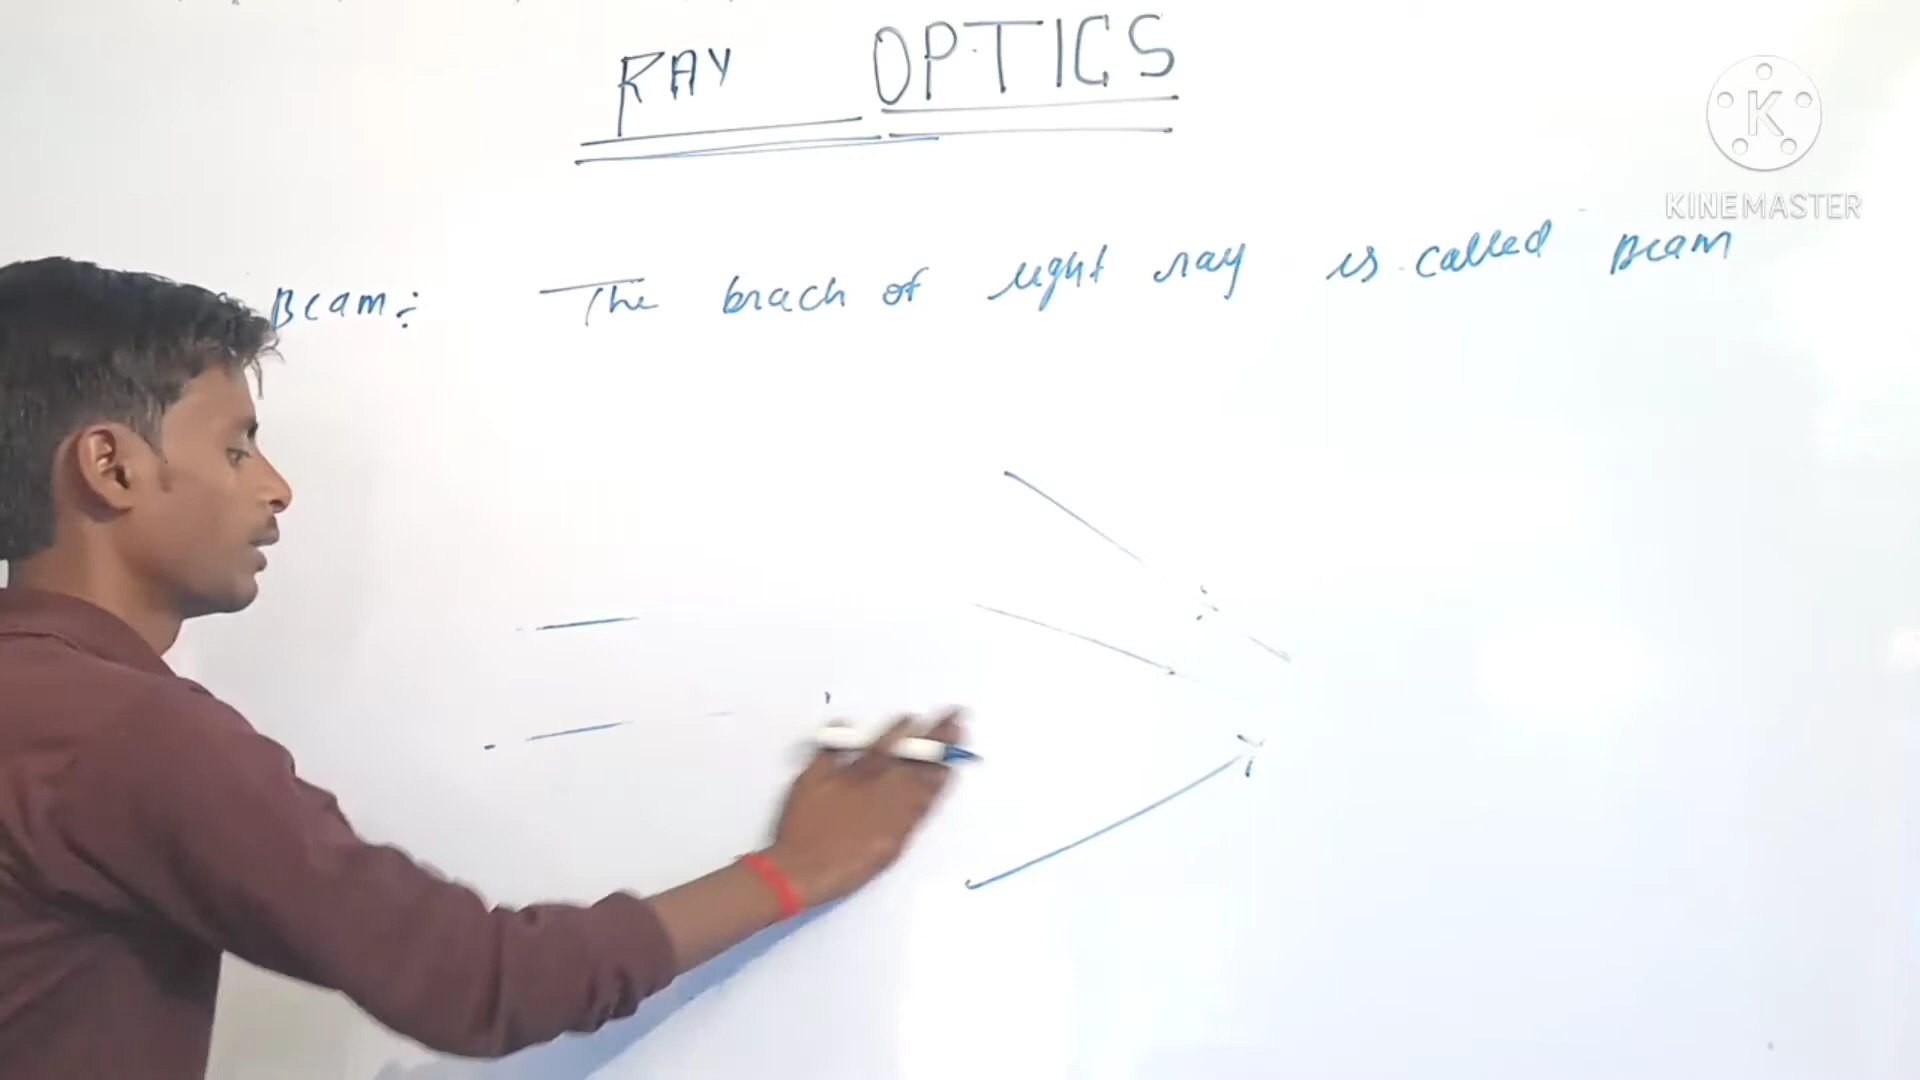 RAY OPTICS
K
KINEMASTER
Beam:- The brach of light ray is called Beam